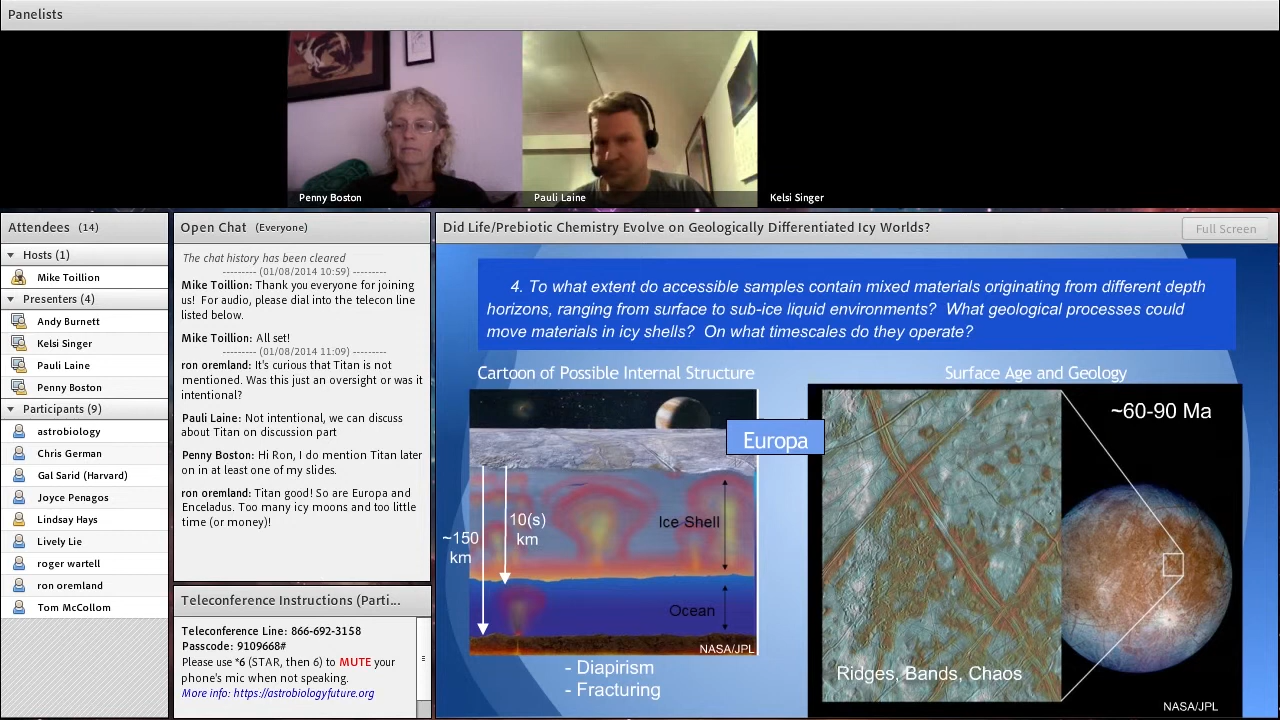 Panelists
Penny Boston
Pauli Laine
Kelsi Singer
Attendees (14)
Hosts (1)
Mike Toillion
Presenters (4)
Andy Burnett
Kelsi Singer
Pauli Laine
Penny Boston
Participants (9)
astrobiology
Chris German
Gal Sarid (Harvard)
Joyce Penagos
Lindsay Hays
Lively Lie
roger wartell
ron oremland
Tom McCollom
Open Chat (Everyone)
The chat history has been cleared
--------- (01/08/2014 10:59) ---------
Mike Toillion: Thank you everyone for joining
us! For audio, please dial into the telecon line
listed below.
Mike Toillion: All set!
--------- (01/08/2014 11:09) ---------
ron oremland: It's curious that Titan is not
mentioned. Was this just an oversight or was it
intentional?
Pauli Laine: Not intentional, we can discuss
about Titan on discussion part
Penny Boston: Hi Ron, I do mention Titan later
on in at least one of my slides.
ron oremland: Titan good! So are Europa and
Enceladus. Too many icy moons and too little
time (or money)!
Teleconference Instructions (Parti...
Teleconference Line: 866-692-3158
Passcode: 9109668#
Please use *6 (STAR, then 6) to MUTE your
phone's mic when not speaking.
More info: https://astrobiologyfuture.org
Did Life/Prebiotic Chemistry Evolve on Geologically Differentiated Icy Worlds?
Full Screen
4. To what extent do accessible samples contain mixed materials originating from different depth
horizons, ranging from surface to sub-ice liquid environments? What geological processes could
move materials in icy shells? On what timescales do they operate?
Cartoon of Possible Internal Structure
Surface Age and Geology
Europa
~60-90 Ma
10(s)
km
~150
km
Ice Shell
Ocean
NASA/JPL
- Diapirism
- Fracturing
Ridges, Bands, Chaos
NASA/JPL